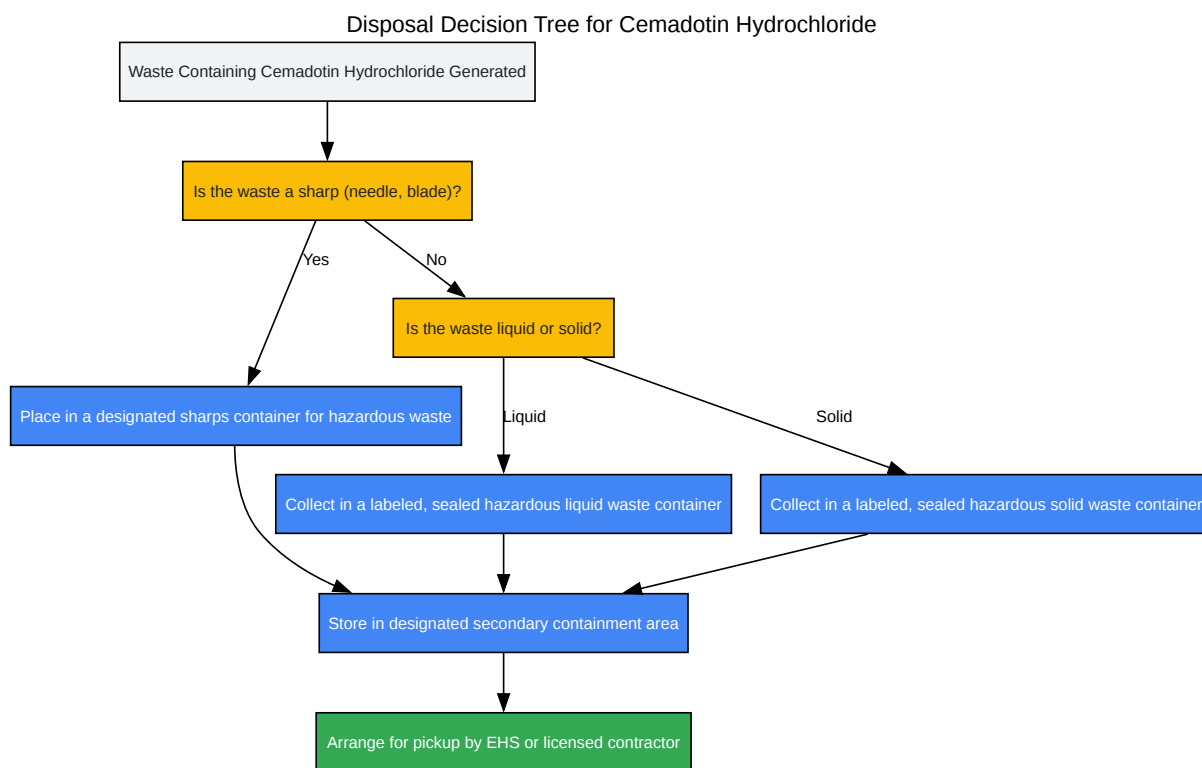 Disposal Decision Tree for Cemadotin Hydrochloride
Waste Containing Cemadotin Hydrochloride Generated
Is the waste a sharp (needle, blade)?
Yes
No
Is the waste liquid or solid?
Place in a designated sharps container for hazardous waste
Liquid
Solid
Collect in a labeled, sealed hazardous liquid waste container
Collect in a labeled, sealed hazardous solid waste container
Store in designated secondary containment area
Arrange for pickup by EHS or licensed contractor